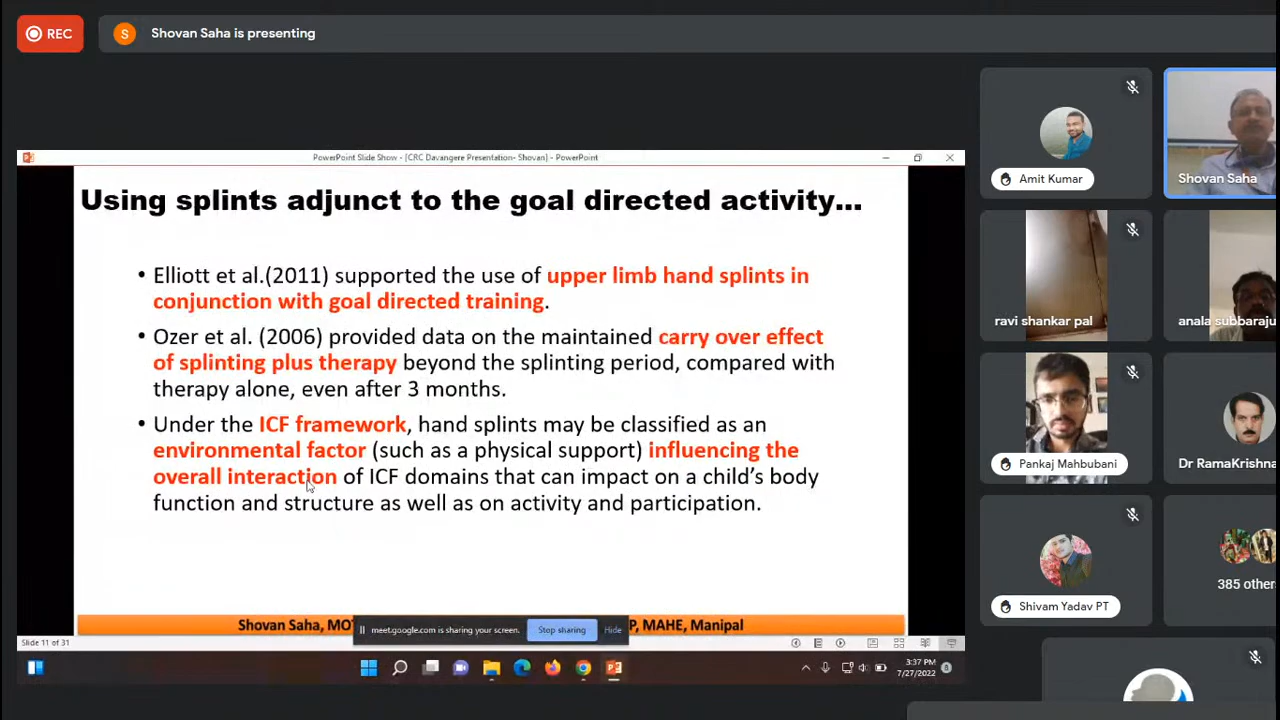 REC
S
Shovan Saha is presenting
PowerPoint Slide Show - [CRC Davangere Presentation- Shovan] - PowerPoint
Using splints adjunct to the goal directed activity...
• Elliott et al.(2011) supported the use of upper limb hand splints in
conjunction with goal directed training.
• Ozer et al. (2006) provided data on the maintained carry over effect
of splinting plus therapy beyond the splinting period, compared with
therapy alone, even after 3 months.
• Under the ICF framework, hand splints may be classified as an
environmental factor (such as a physical support) influencing the
overall interaction of ICF domains that can impact on a child's body
function and structure as well as on activity and participation.
Shovan Saha, MOT
P, MAHE, Manipal
meet.google.com is sharing your screen.
Stop sharing
Hide
Slide 11 of 31
3:37 PM
7/27/2022
Amit Kumar
Shovan Saha
ravi shankar pal
anala subbaraju
Pankaj Mahbubani
Dr RamaKrishna
Shivam Yadav PT
385 other